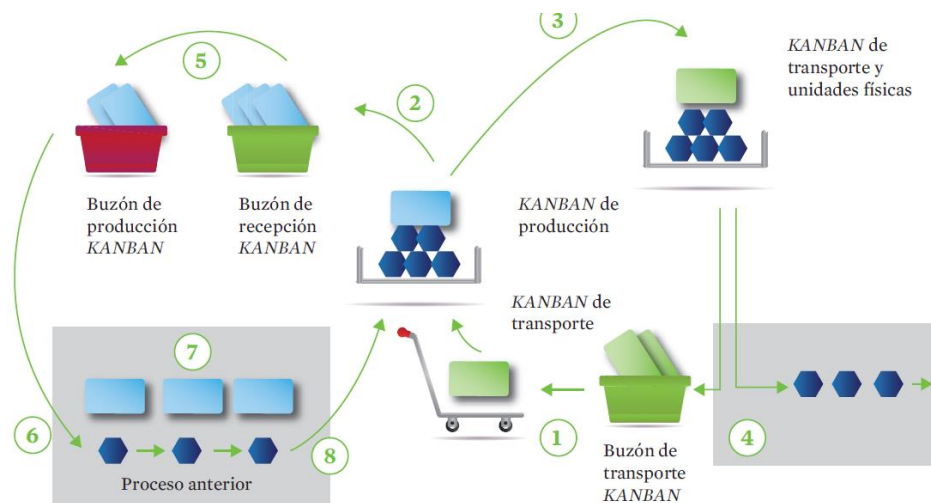 3
KANBAN de
transporte y
unidades físicas
5
2
Buzón de
producción
KANBAN
Buzón de
recepción
KANBAN
KANBAN de
producción
KANBAN de
transporte
7
6
8
1
4
Proceso anterior
Buzón de
transporte
KANBAN